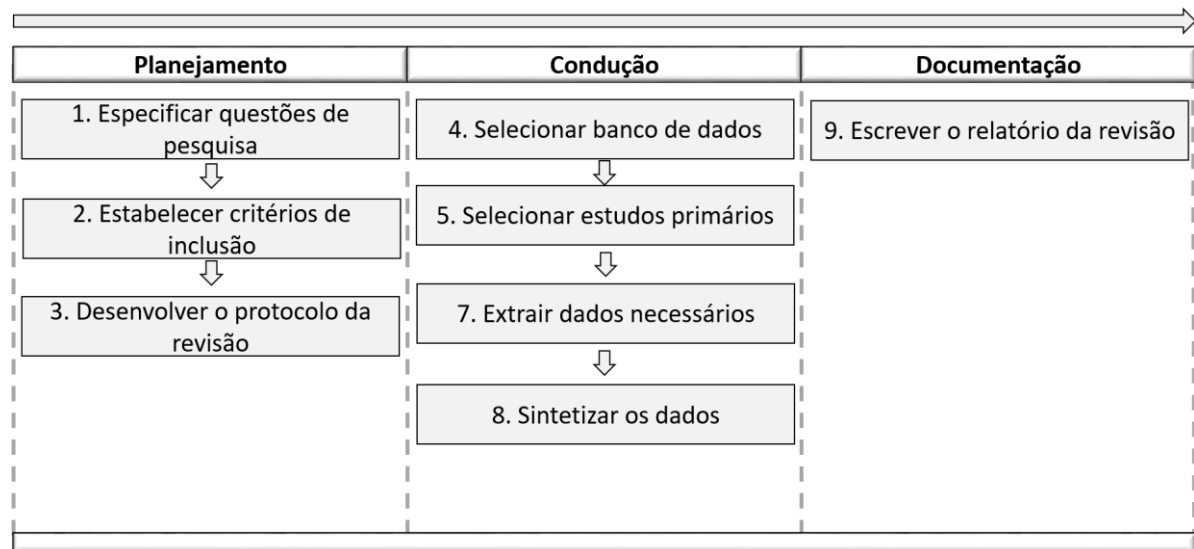 Planejamento
Condução
Documentação
1. Especificar questões de
pesquisa
2. Estabelecer critérios de
inclusão
3. Desenvolver o protocolo da
revisão
4. Selecionar banco de dados
5. Selecionar estudos primários
7. Extrair dados necessários
8. Sintetizar os dados
9. Escrever o relatório da revisão